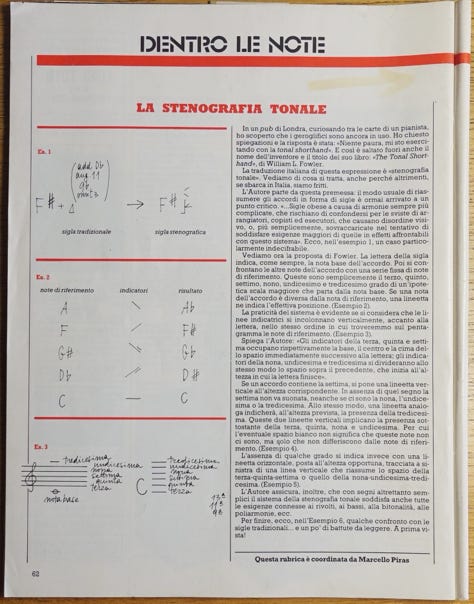 DENTRO LE NOTE
LA STENOGRAFIA TONALE
Es. 1
add Db
aug 11
9b
F# + Δ → F#
sigla tradizionale sigla stenografica
Es. 2
note di riferimento indicatori risultato
A \ Ab
F / F#
G# \\ Gb
Db // D#
C — C
Es. 3
tredicesima
undicesima
nona
settima
quinta
terza
nota base
C
tredicesima
undicesima
nona
settima
quinta
terza
13ª
11ª
9ª
In un pub di Londra, curiosando tra le carte di un pianista,
ho scoperto che i geroglifici sono ancora in uso. Ho chiesto
spiegazioni e la risposta è stata: «Niente paura, mi sto eserci-
tando con la tonal shorthand». E così è saltato fuori anche il
nome dell'inventore e il titolo del suo libro: «The Tonal Short-
hand», di William L. Fowler.
La traduzione italiana di questa espressione è «stenografia
tonale». Vediamo di cosa si tratta, anche perché altrimenti,
se sbarca in Italia, siamo fritti.
L'Autore parte da questa premessa: il modo usuale di rias-
sumere gli accordi in forma di sigle è ormai arrivato a un
punto critico. «...Sigle obese a causa di armonie sempre più
complicate, che rischiano di confondersi per le sviste di ar-
rangiatori, copisti ed esecutori, che causano disordine visi-
vo, o, più semplicemente, sovraccaricate nel tentativo di
soddisfare esigenze maggiori di quelle in effetti affrontabili
con questo sistema». Ecco, nell'esempio 1, un caso partico-
larmente indecifrabile.
Vediamo ora la proposta di Fowler. La lettera della sigla
indica, come sempre, la nota base dell'accordo. Poi si con-
frontano le altre note dell'accordo con una serie fissa di note
di riferimento. Queste sono semplicemente il terzo, quinto,
settimo, nono, undicesimo e tredicesimo grado di un'ipote-
tica scala maggiore che parta dalla nota base. Se una nota
dell'accordo è diversa dalla nota di riferimento, una lineetta
ne indica l'effettiva posizione. (Esempio 2).
La praticità del sistema è evidente se si considera che le li-
nee indicatrici si incolonnano verticalmente, accanto alla
lettera, nello stesso ordine in cui troveremmo sul penta-
gramma le note di riferimento. (Esempio 3).
Spiega l'Autore: «Gli indicatori della terza, quinta e setti-
ma occupano rispettivamente la base, il centro e la cima del-
lo spazio immediatamente successivo alla lettera; gli indica-
tori della nona, undicesima e tredicesima si divideranno allo
stesso modo lo spazio sopra il precedente, che inizia all'al-
tezza in cui la lettera finisce».
Se un accordo contiene la settima, si pone una lineetta ver-
ticale all'altezza corrispondente. In assenza di quel segno la
settima non va suonata, neanche se ci sono la nona, l'undice-
sima o la tredicesima. Allo stesso modo, una lineetta analoga
indicherà, all'altezza prevista, la presenza della tredicesi-
ma. Queste due lineette verticali implicano la presenza sot-
tostante della terza, quinta, nona e undicesima. Per cui
l'eventuale spazio bianco non significa che queste note non
ci sono, ma solo che non differiscono dalle note di riferi-
mento. (Esempio 4).
L'assenza di qualche grado si indica invece con una li-
neetta orizzontale, posta all'altezza opportuna, tracciata a si-
nistra di una linea verticale che riassume lo spazio della
terza-quinta-settima o quello della nona-undicesima-tredi-
cesima. (Esempio 5).
L'Autore assicura, inoltre, che con segni altrettanto sem-
plici il sistema della stenografia tonale soddisfa anche tutte
le esigenze connesse ai rivolti, ai bassi, alla bitonalità, alle
poliarmonie, ecc.
Per finire, ecco, nell'Esempio 6, qualche confronto con le
sigle tradizionali... e un po' di battute da leggere. A prima vi-
sta!
Questa rubrica è coordinata da Marcello Piras
62